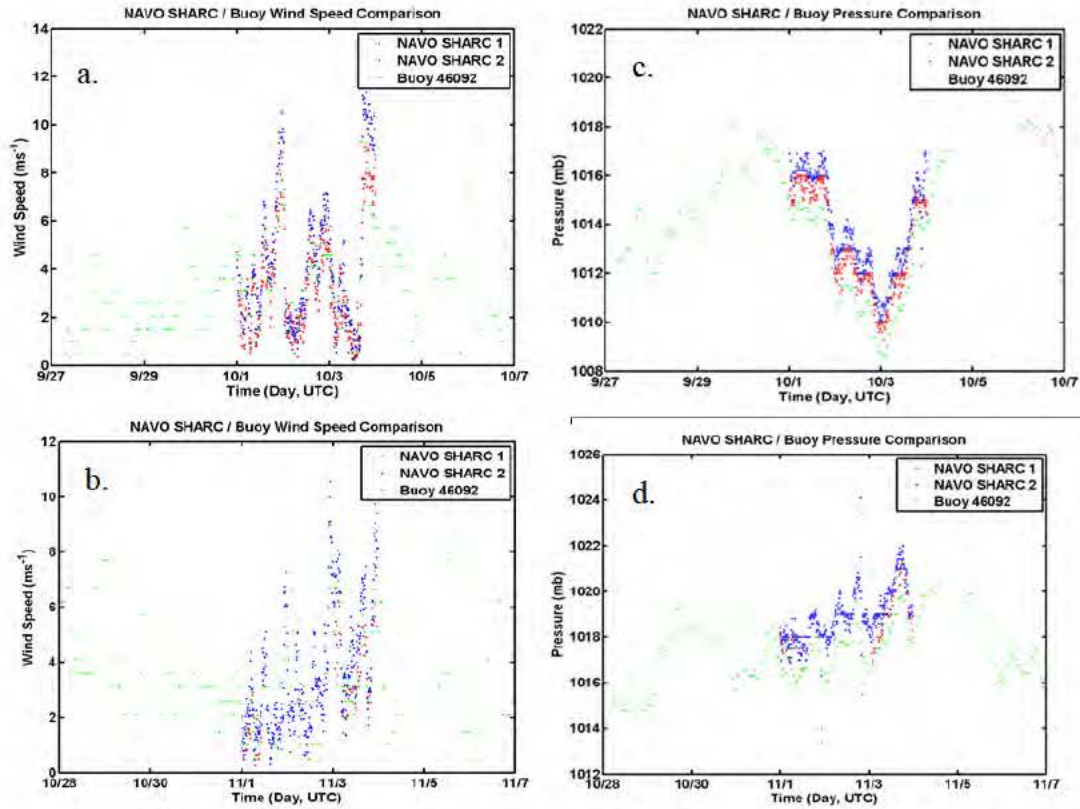 NAVO SHARC / Buoy Wind Speed Comparison
14
12
10
8
6
4
2
0
Wind Speed (ms-1)
a.
NAVO SHARC 1
NAVO SHARC 2
Buoy 46092
9/27 9/29 10/1 10/3 10/5 10/7
Time (Day, UTC)
NAVO SHARC / Buoy Pressure Comparison
1022
1020
1018
1016
1014
1012
1010
1008
Pressure (mb)
c.
NAVO SHARC 1
NAVO SHARC 2
Buoy 46092
9/27 9/29 10/1 10/3 10/5 10/7
Time (Day, UTC)
NAVO SHARC / Buoy Wind Speed Comparison
12
10
8
6
4
2
0
Wind Speed (ms-1)
b.
NAVO SHARC 1
NAVO SHARC 2
Buoy 46092
10/28 10/30 11/1 11/3 11/5 11/7
Time (Day, UTC)
NAVO SHARC / Buoy Pressure Comparison
1026
1024
1022
1020
1018
1016
1014
1012
Pressure (mb)
d.
NAVO SHARC 1
NAVO SHARC 2
Buoy 46092
10/28 10/30 11/1 11/3 11/5 11/7
Time (Day, UTC)